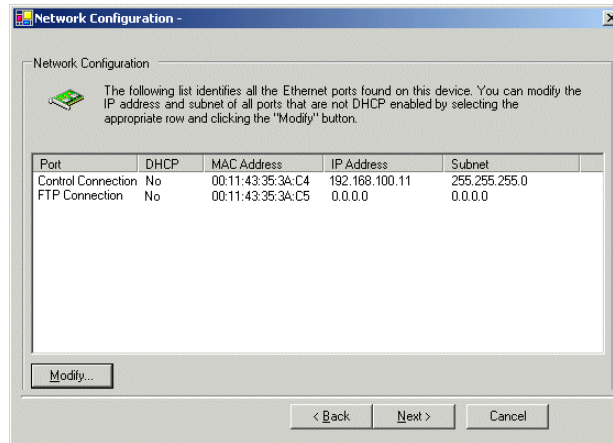 Network Configuration -
Network Configuration
The following list identifies all the Ethernet ports found on this device. You can modify the
IP address and subnet of all ports that are not DHCP enabled by selecting the
appropriate row and clicking the "Modify" button.
Port DHCP MAC Address IP Address Subnet
Control Connection No 00:11:43:35:3A:C4 192.168.100.11 255.255.255.0
FTP Connection No 00:11:43:35:3A:C5 0.0.0.0 0.0.0.0
Modify...
< Back Next > Cancel